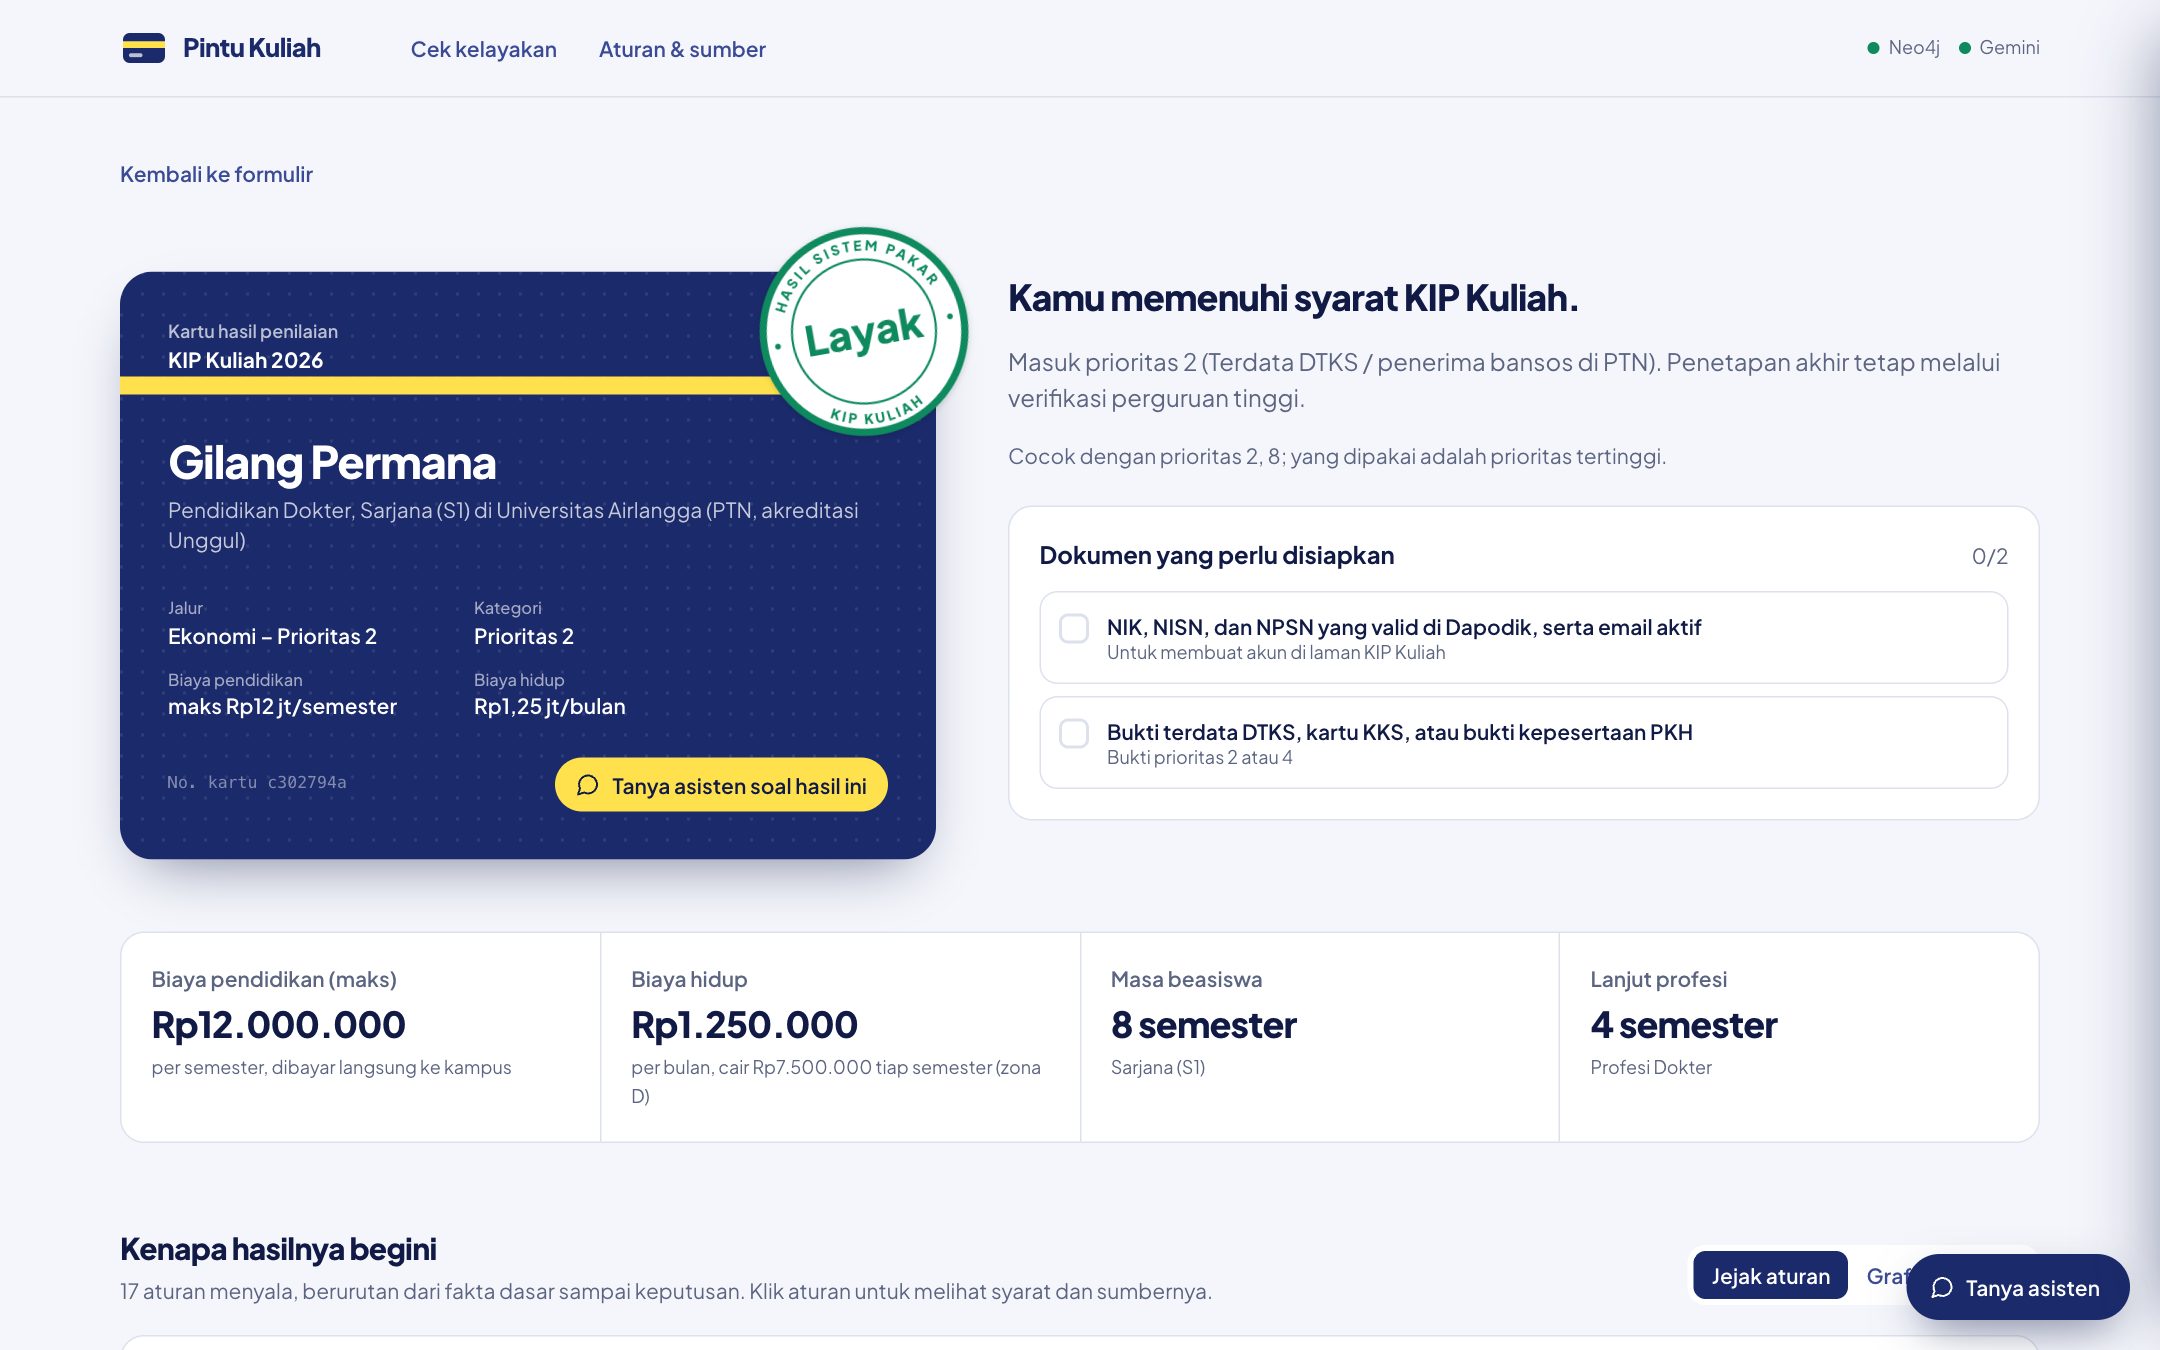 Pintu Kuliah
Cek kelayakan
Aturan & sumber
Neo4j
Gemini
Kembali ke formulir
Kartu hasil penilaian
KIP Kuliah 2026
HASIL SISTEM PAKAR
Layak
KIP KULIAH
Gilang Permana
Pendidikan Dokter, Sarjana (S1) di Universitas Airlangga (PTN, akreditasi
Unggul)
Jalur
Ekonomi – Prioritas 2
Kategori
Prioritas 2
Biaya pendidikan
maks Rp12 jt/semester
Biaya hidup
Rp1,25 jt/bulan
No. kartu c302794a
Tanya asisten soal hasil ini
Kamu memenuhi syarat KIP Kuliah.
Masuk prioritas 2 (Terdata DTKS / penerima bansos di PTN). Penetapan akhir tetap melalui
verifikasi perguruan tinggi.
Cocok dengan prioritas 2, 8; yang dipakai adalah prioritas tertinggi.
Dokumen yang perlu disiapkan
0/2
NIK, NISN, dan NPSN yang valid di Dapodik, serta email aktif
Untuk membuat akun di laman KIP Kuliah
Bukti terdata DTKS, kartu KKS, atau bukti kepesertaan PKH
Bukti prioritas 2 atau 4
Biaya pendidikan (maks)
Rp12.000.000
per semester, dibayar langsung ke kampus
Biaya hidup
Rp1.250.000
per bulan, cair Rp7.500.000 tiap semester (zona
D)
Masa beasiswa
8 semester
Sarjana (S1)
Lanjut profesi
4 semester
Profesi Dokter
Kenapa hasilnya begini
17 aturan menyala, berurutan dari fakta dasar sampai keputusan. Klik aturan untuk melihat syarat dan sumbernya.
Jejak aturan
Tanya asisten